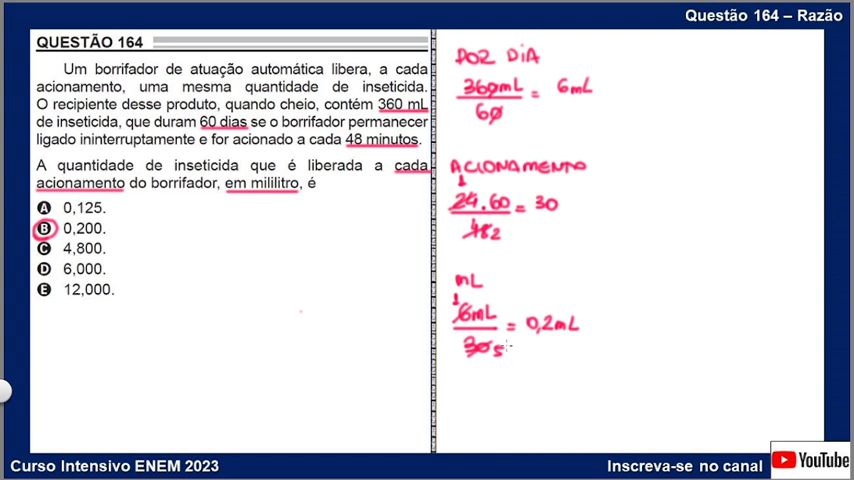 Questão 164 – Razão
QUESTÃO 164
Um borrifador de atuação automática libera, a cada
acionamento, uma mesma quantidade de inseticida.
O recipiente desse produto, quando cheio, contém 360 mL
de inseticida, que duram 60 dias se o borrifador permanecer
ligado ininterruptamente e for acionado a cada 48 minutos.
A quantidade de inseticida que é liberada a cada
acionamento do borrifador, em mililitro, é
A 0,125.
B 0,200.
C 4,800.
D 6,000.
E 12,000.
POR DIA
360mL
60
= 6mL
ACIONAMENTO
1
24.60
48 2
= 30
mL
1
6mL
30 5
= 0,2mL
Curso Intensivo ENEM 2023
Inscreva-se no canal
YouTube